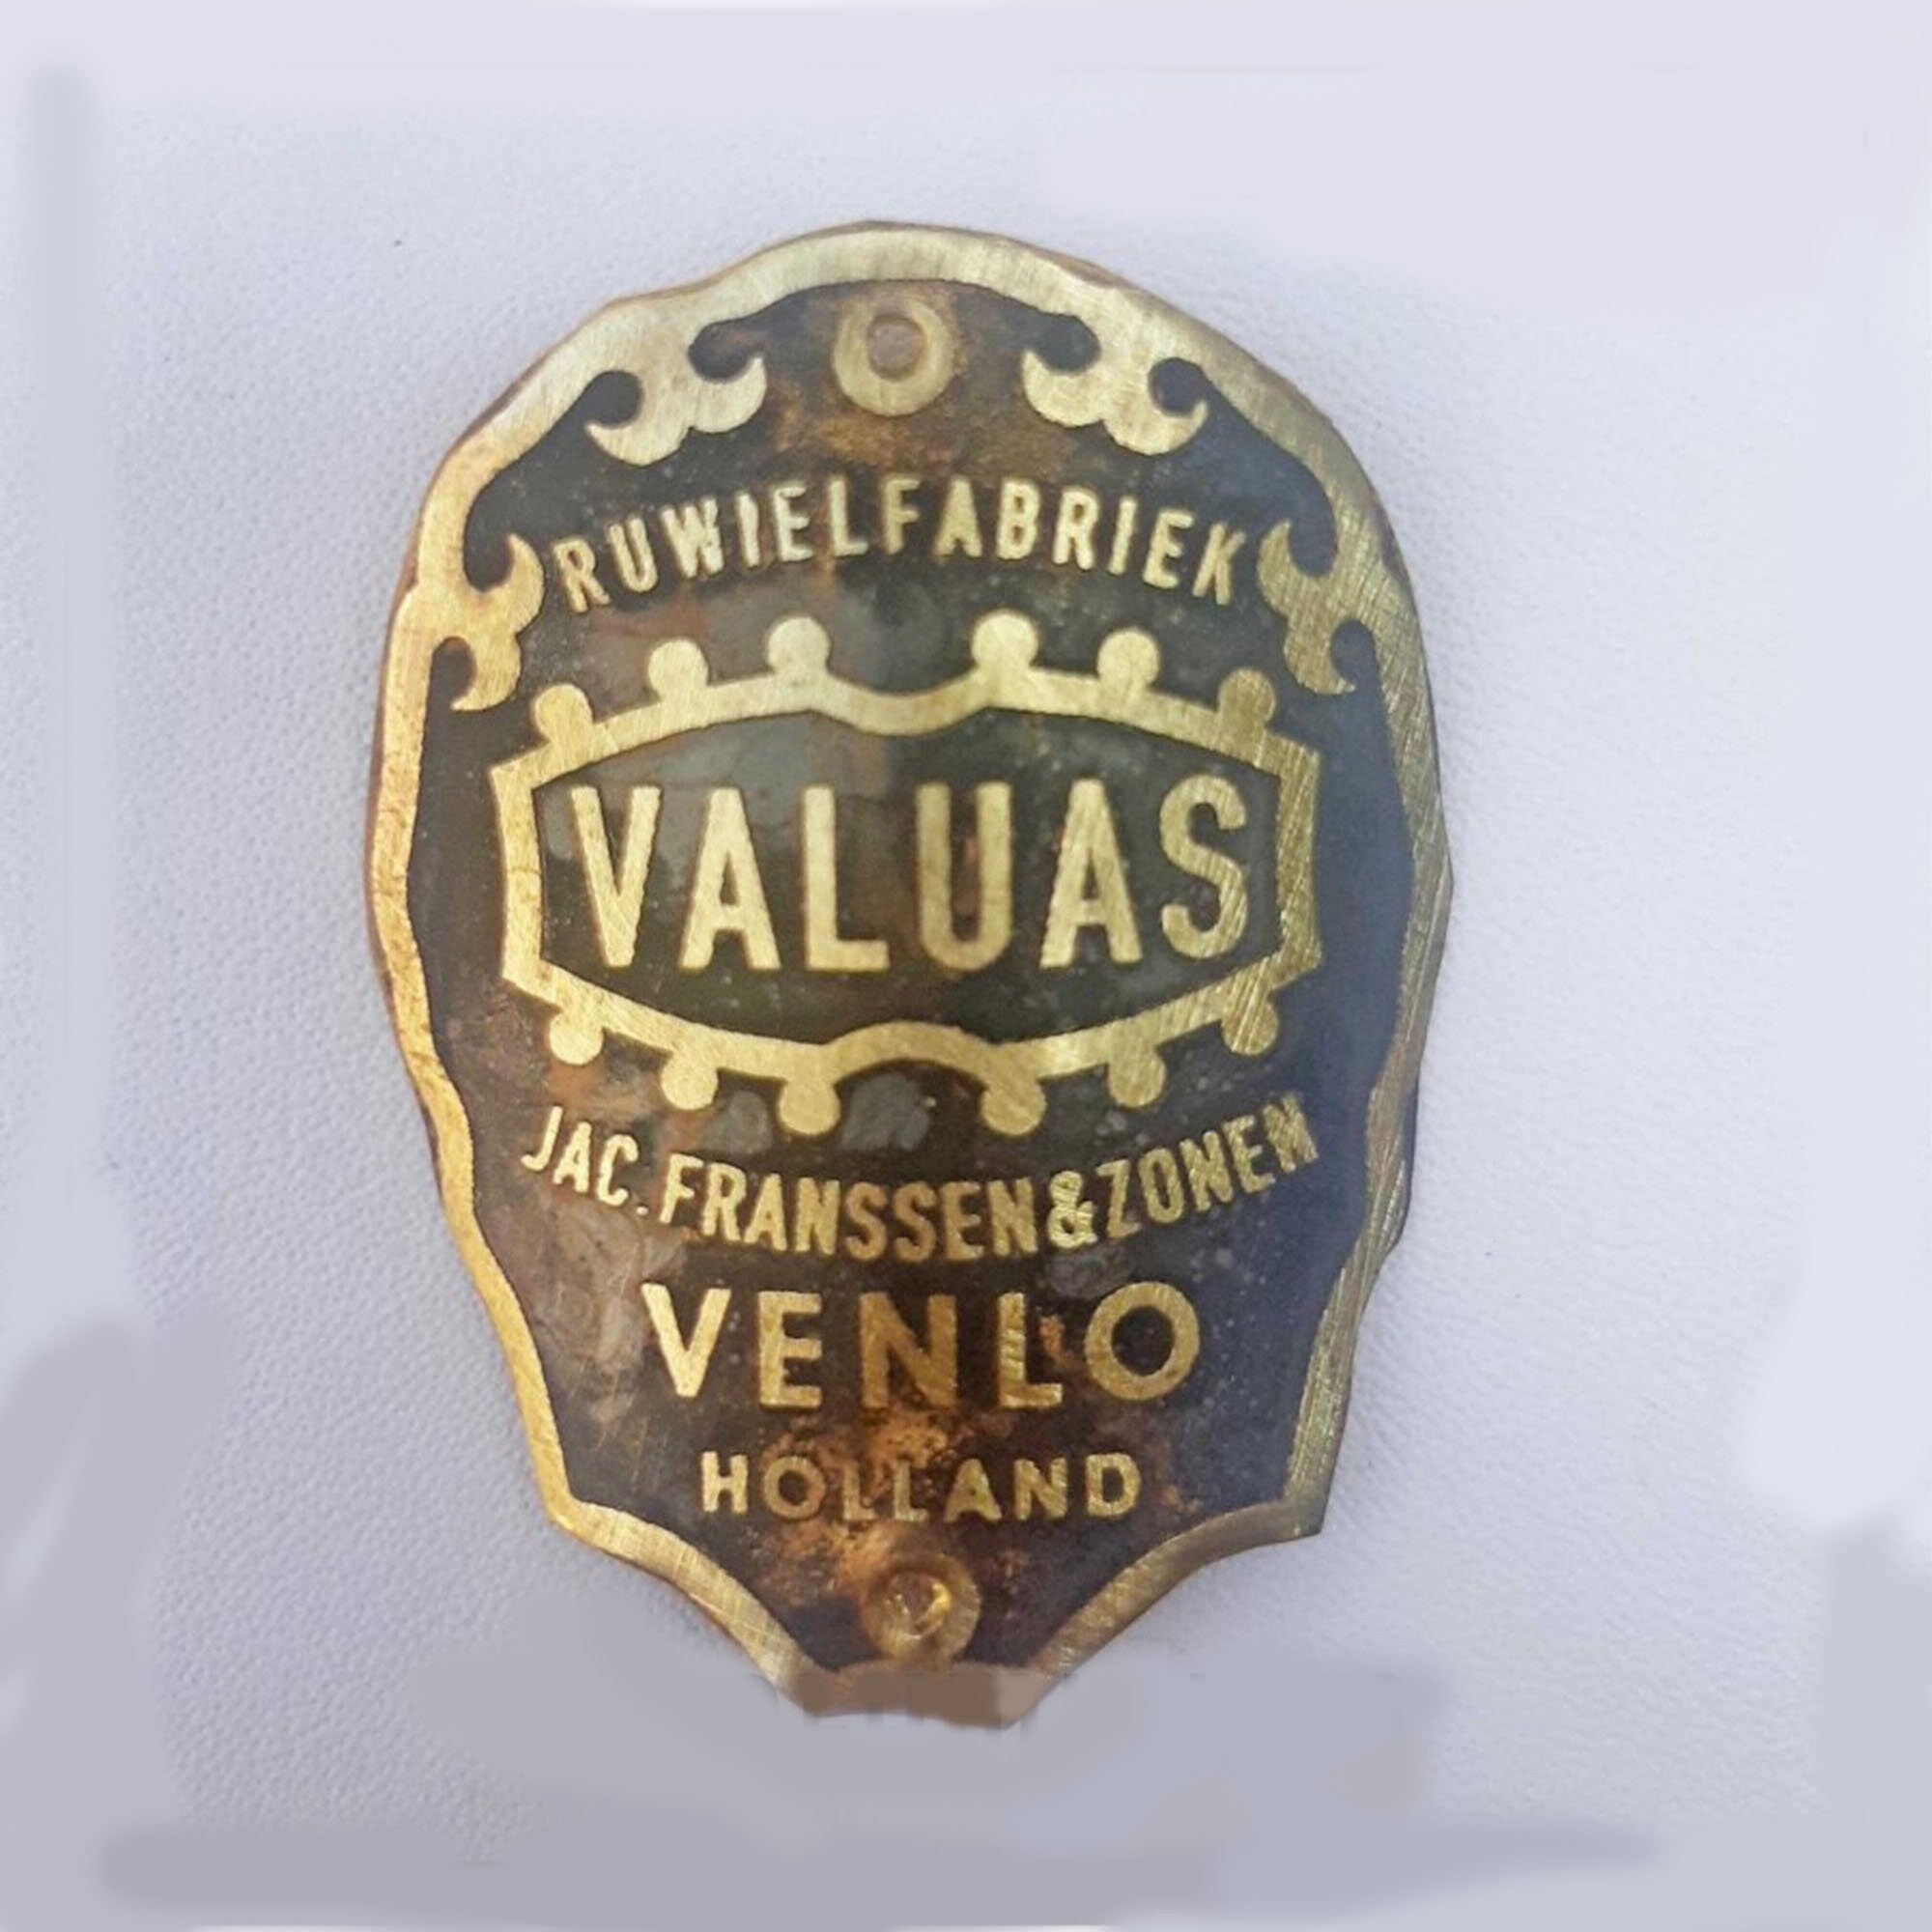 RUWIELFABRIEK
VALUAS
JAC. FRANSSEN & ZONEN
VENLO
HOLLAND